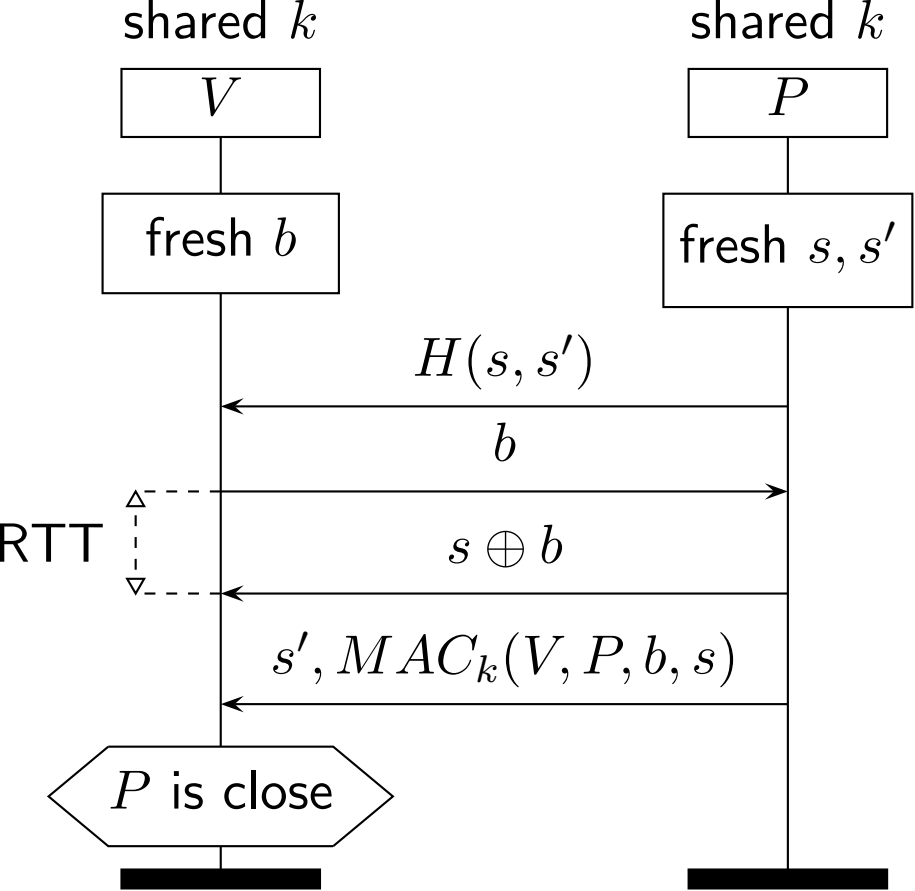 shared k shared k
V P
fresh b fresh s, s′
H(s, s′)
b
RTT
s ⊕ b
s′, MAC_k(V, P, b, s)
P is close